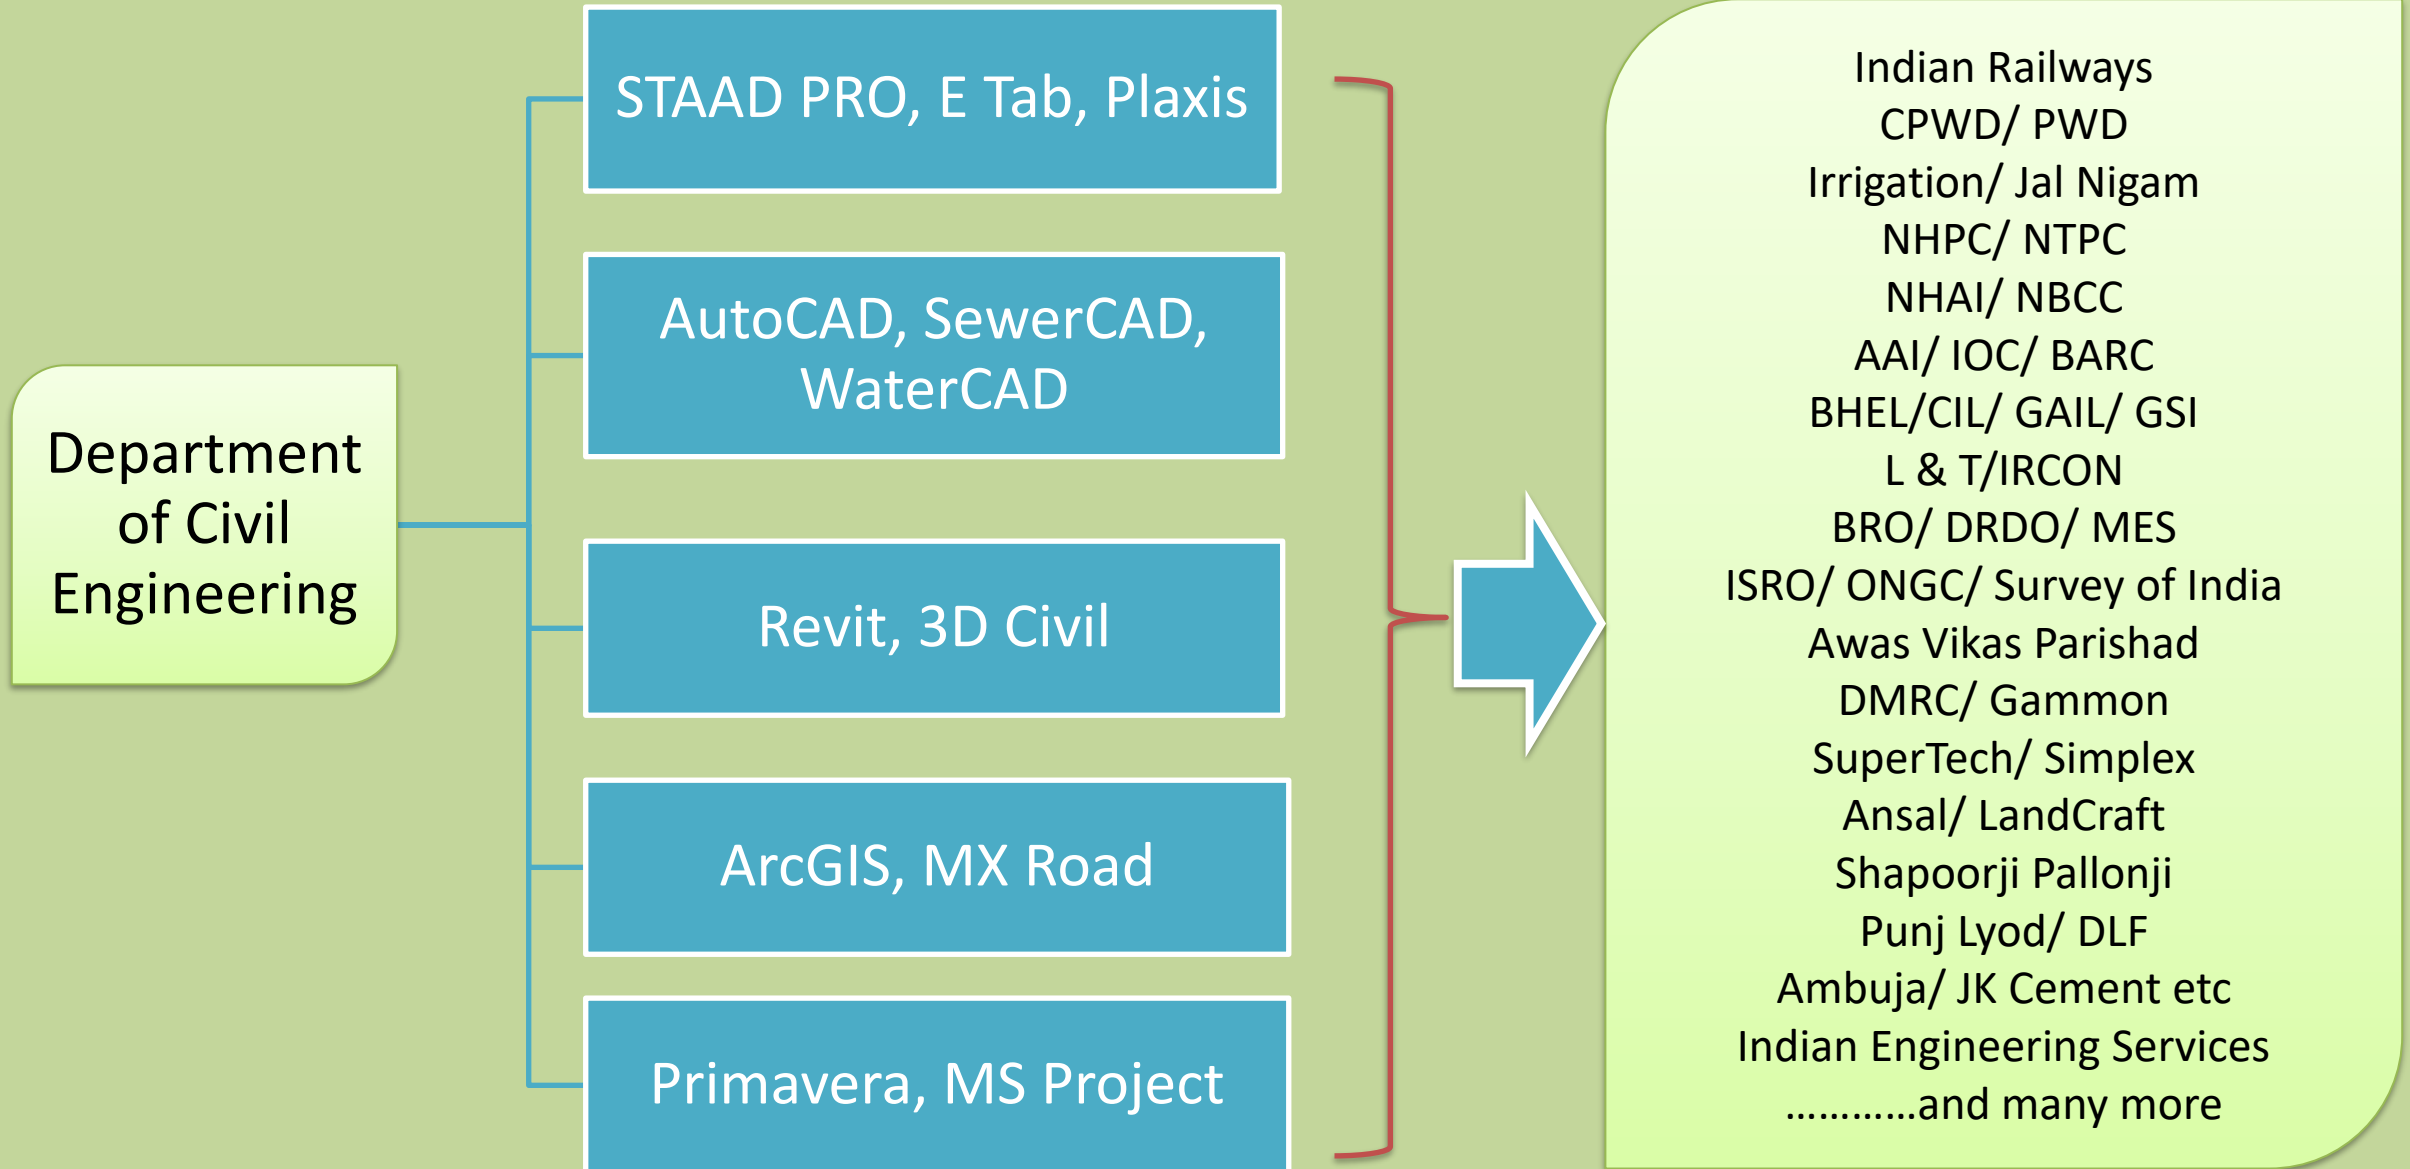 Department
of Civil
Engineering
STAAD PRO, E Tab, Plaxis
AutoCAD, SewerCAD,
WaterCAD
Revit, 3D Civil
ArcGIS, MX Road
Primavera, MS Project
Indian Railways
CPWD/ PWD
Irrigation/ Jal Nigam
NHPC/ NTPC
NHAI/ NBCC
AAI/ IOC/ BARC
BHEL/CIL/ GAIL/ GSI
L & T/IRCON
BRO/ DRDO/ MES
ISRO/ ONGC/ Survey of India
Awas Vikas Parishad
DMRC/ Gammon
SuperTech/ Simplex
Ansal/ LandCraft
Shapoorji Pallonji
Punj Lyod/ DLF
Ambuja/ JK Cement etc
Indian Engineering Services
…………and many more